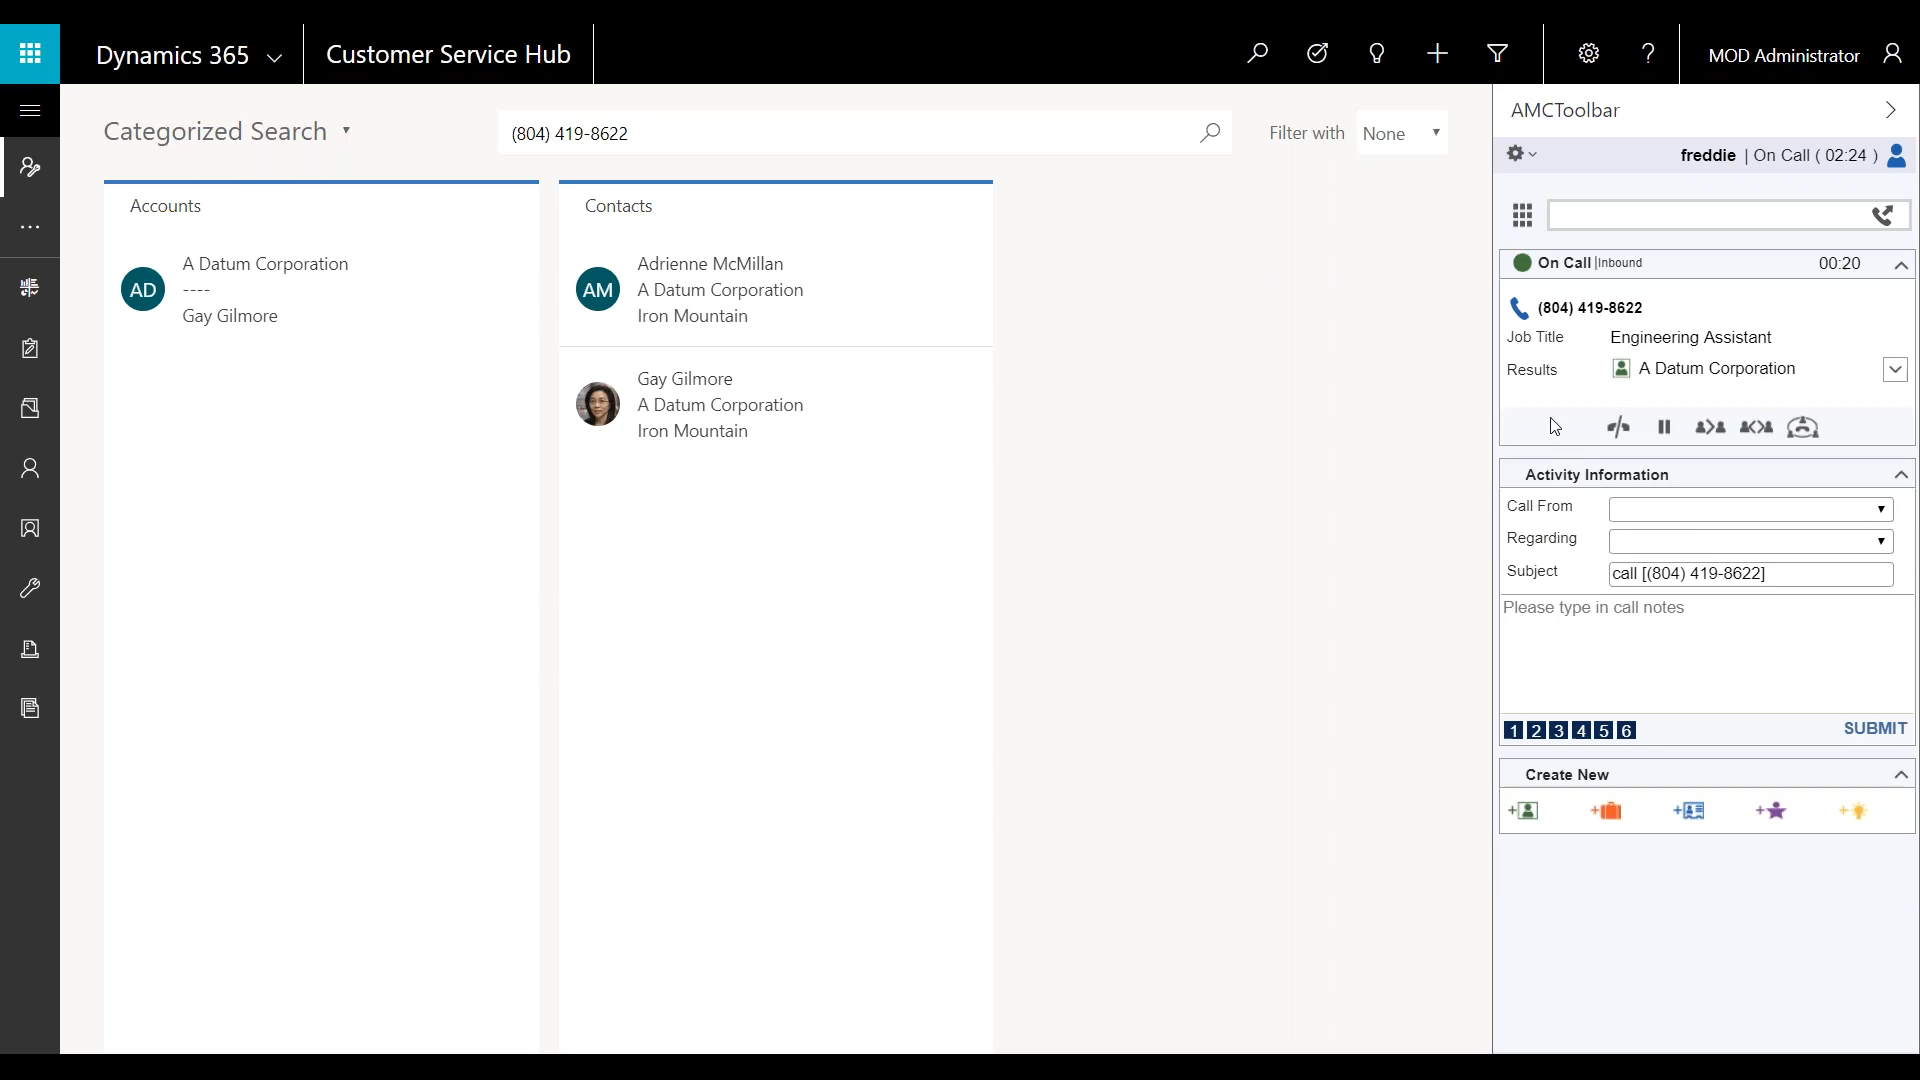 Dynamics 365
Customer Service Hub
MOD Administrator
Categorized Search
(804) 419-8622
Filter with
None
Accounts
AD
A Datum Corporation
----
Gay Gilmore
Contacts
AM
Adrienne McMillan
A Datum Corporation
Iron Mountain
Gay Gilmore
A Datum Corporation
Iron Mountain
AMCToolbar
freddie | On Call ( 02:24 )
On Call |Inbound 00:20
(804) 419-8622
Job Title Engineering Assistant
Results A Datum Corporation
Activity Information
Call From
Regarding
Subject call [(804) 419-8622]
Please type in call notes
1 2 3 4 5 6 SUBMIT
Create New